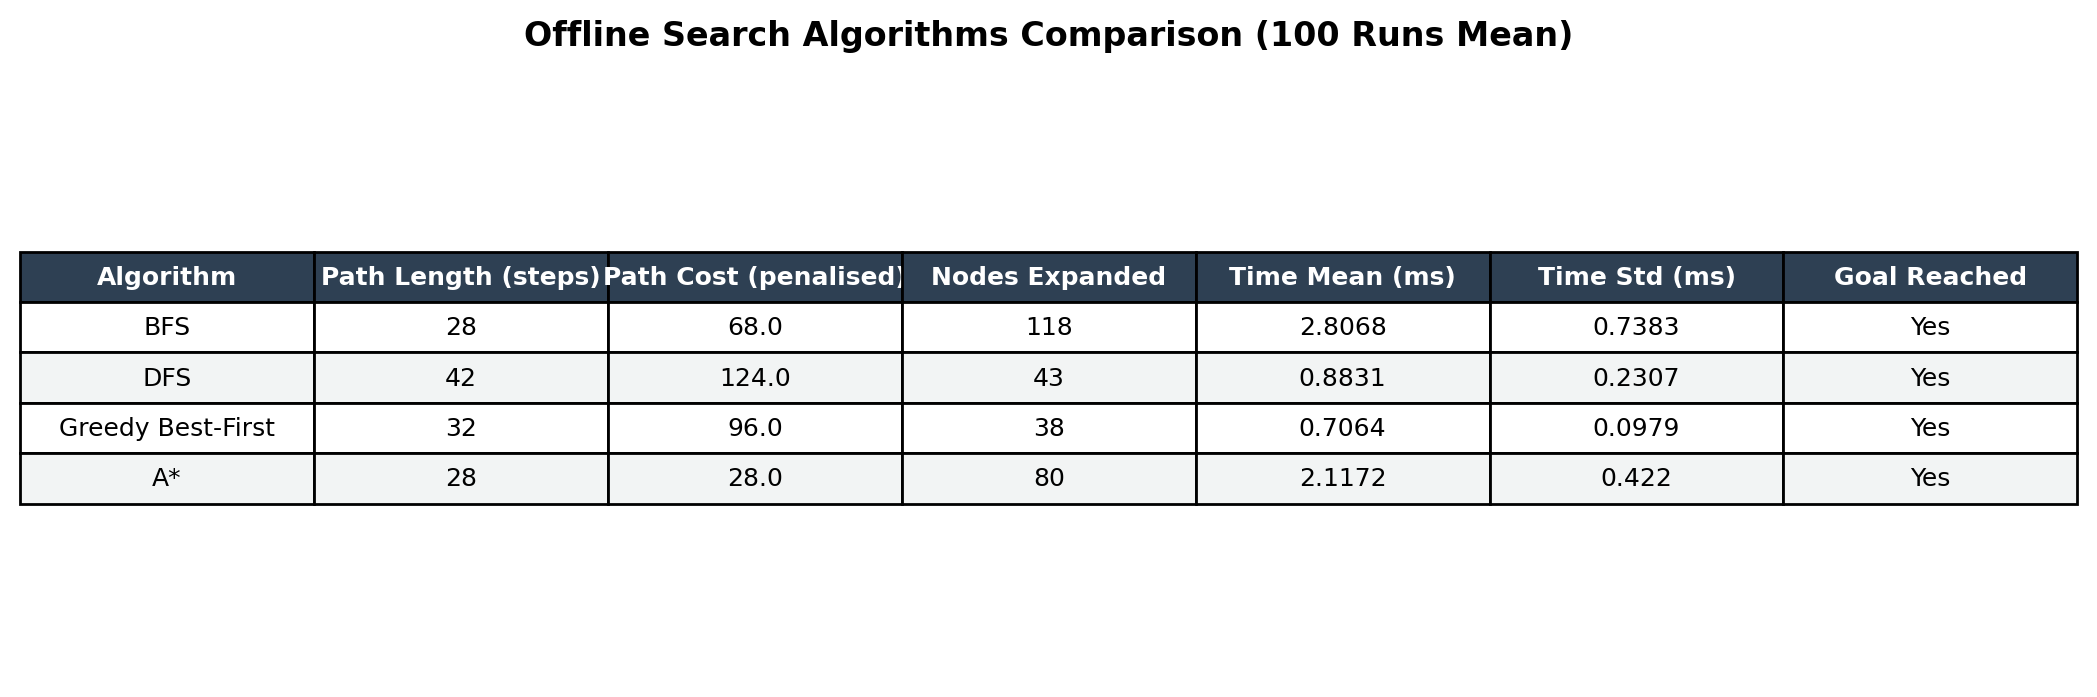 Offline Search Algorithms Comparison (100 Runs Mean)
Algorithm Path Length (steps) Path Cost (penalised) Nodes Expanded Time Mean (ms) Time Std (ms) Goal Reached
BFS 28 68.0 118 2.8068 0.7383 Yes
DFS 42 124.0 43 0.8831 0.2307 Yes
Greedy Best-First 32 96.0 38 0.7064 0.0979 Yes
A* 28 28.0 80 2.1172 0.422 Yes